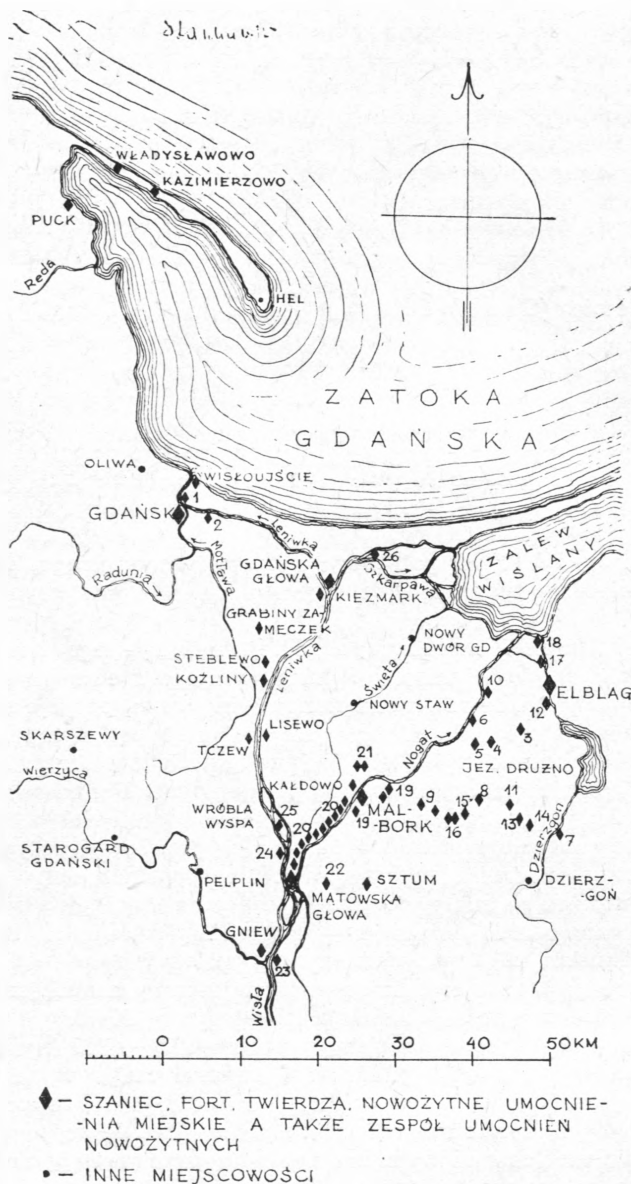 WŁADYSŁAWOWO
KAZIMIERZOWO
PUCK
Reda
HEL
ZATOKA
GDAŃSKA
OLIWA
WISŁOUJŚCIE
1
GDAŃSK
2
Leniwka
Motława
Radunia
26
GDAŃSKA
GŁOWA
Szkarpawa
KIEZMARK
ZALEW
WIŚLANY
GRABINY ZA-
MECZEK
NOWY
DWÓR GD
18
17
STEBLEWO
KOŹLINY
Leniwka
Święta
10
ELBLĄG
12
NOWY STAW
LISEWO
6
3
SKARSZEWY
TCZEW
Nogat
5
4
21
JEZ. DRUŻNO
Wierzyca
KAŁDOWO
19
8
11
WRÓBLA
WYSPA
25
20
MAL-
BORK
9
15
19
16
13
14
20
7
STAROGARD
GDAŃSKI
24
Dzierzgoń
PELPLIN
22
SZTUM
DZIERZ-
GOŃ
MĄTOWSKA
GŁOWA
GNIEW
23
Wisła
0 10 20 30 40 50 KM
– SZANIEC, FORT, TWIERDZA, NOWOŻYTNE UMOCNIE-
-NIA MIEJSKIE A TAKŻE ZESPÓŁ UMOCNIEŃ
NOWOŻYTNYCH
– INNE MIEJSCOWOŚCI